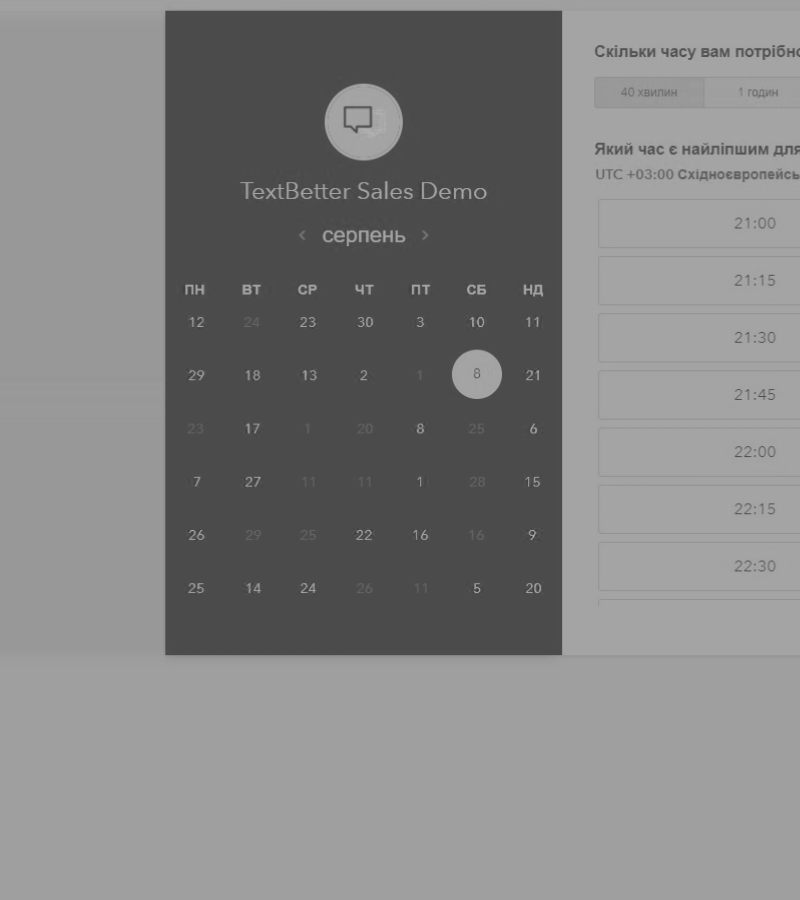 TextBetter Sales Demo
‹ серпень ›
ПН ВТ СР ЧТ ПТ СБ НД
12 24 23 30 3 10 11
29 18 13 2 1 8 21
23 17 1 20 8 25 6
7 27 11 11 1 28 15
26 29 25 22 16 16 9
25 14 24 26 11 5 20
Скільки часу вам потрібно
40 хвилин 1 годин
Який час є найліпшим для
UTC +03:00 Східноєвропейсь
21:00
21:15
21:30
21:45
22:00
22:15
22:30